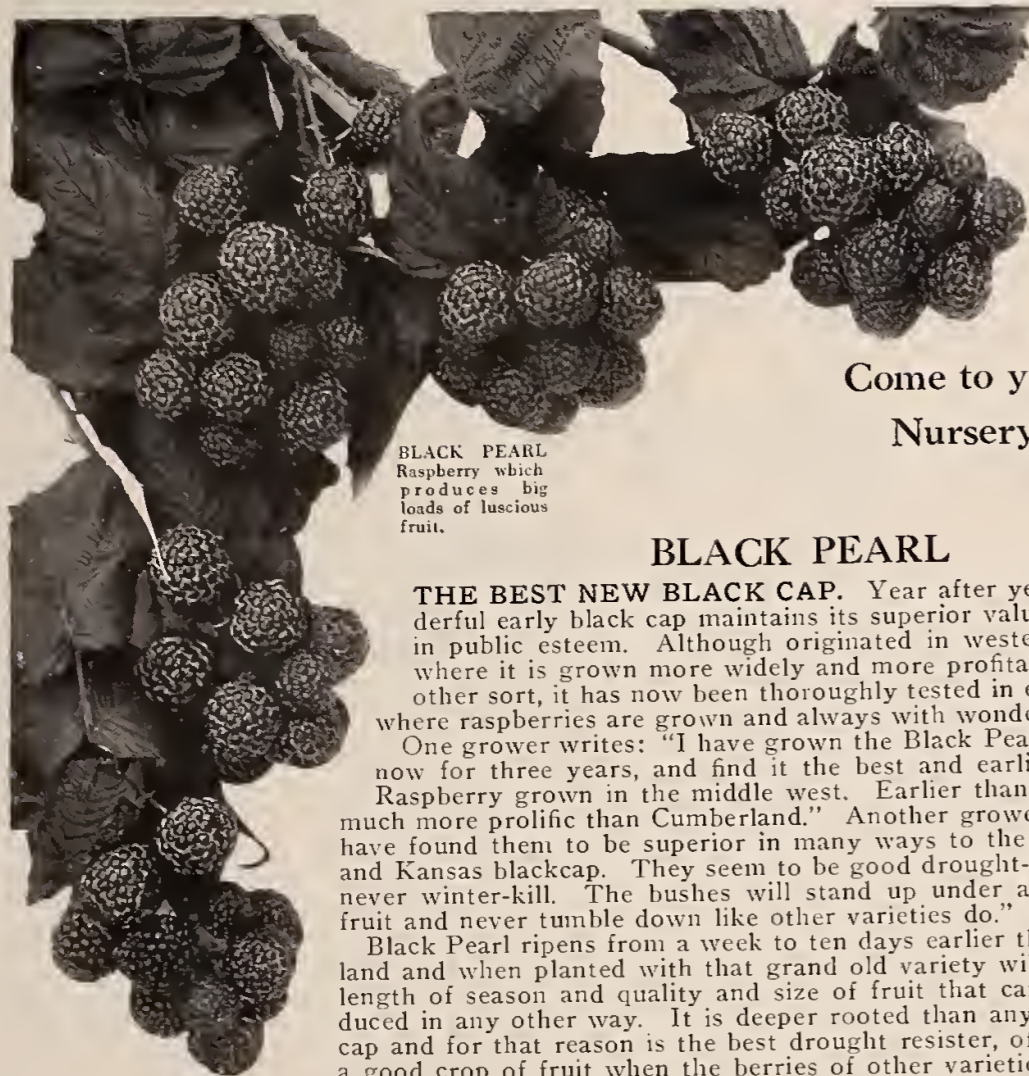 Come to y
Nursery
BLACK PEARL
Raspberry which
produces big
loads of luscious
fruit.
BLACK PEARL
THE BEST NEW BLACK CAP. Year after ye
derful early black cap maintains its superior valu
in public esteem. Although originated in weste
where it is grown more widely and more profita
other sort, it has now been thoroughly tested in
where raspberries are grown and always with wonde
One grower writes: “I have grown the Black Pea
now for three years, and find it the best and earli
Raspberry grown in the middle west. Earlier than
much more prolific than Cumberland.” Another growe
have found them to be superior in many ways to the
and Kansas blackcap. They seem to be good drought-
never winter-kill. The bushes will stand up under a
fruit and never tumble down like other varieties do.”
Black Pearl ripens from a week to ten days earlier t
land and when planted with that grand old variety wi
length of season and quality and size of fruit that ca
duced in any other way. It is deeper rooted than any
cap and for that reason is the best drought resister, o
a good crop of fruit when the berries of other varieti